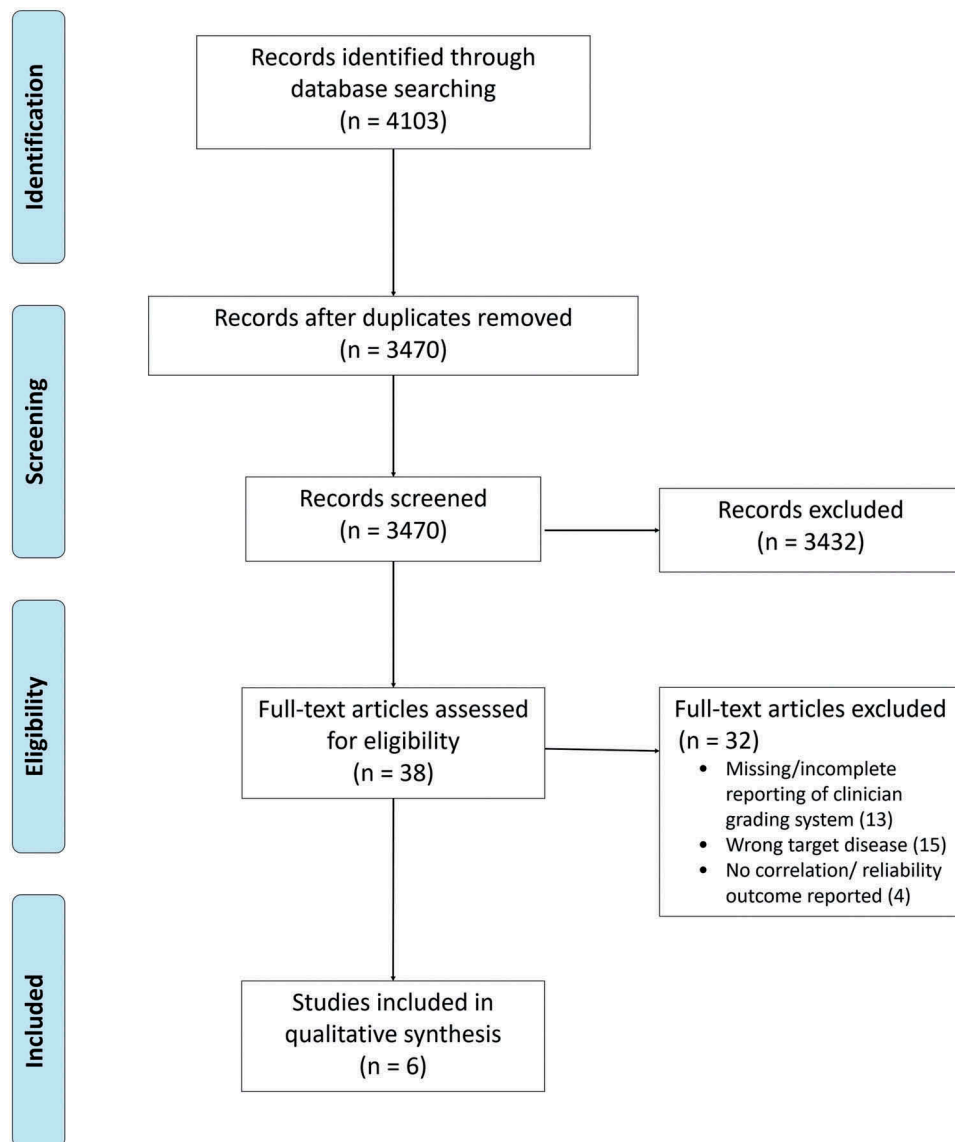 Identification
Records identified through
database searching
(n = 4103)
Records after duplicates removed
(n = 3470)
Screening
Records screened
(n = 3470)
Records excluded
(n = 3432)
Eligibility
Full-text articles assessed
for eligibility
(n = 38)
Full-text articles excluded
(n = 32)
• Missing/incomplete
reporting of clinician
grading system (13)
• Wrong target disease (15)
• No correlation/ reliability
outcome reported (4)
Included
Studies included in
qualitative synthesis
(n = 6)